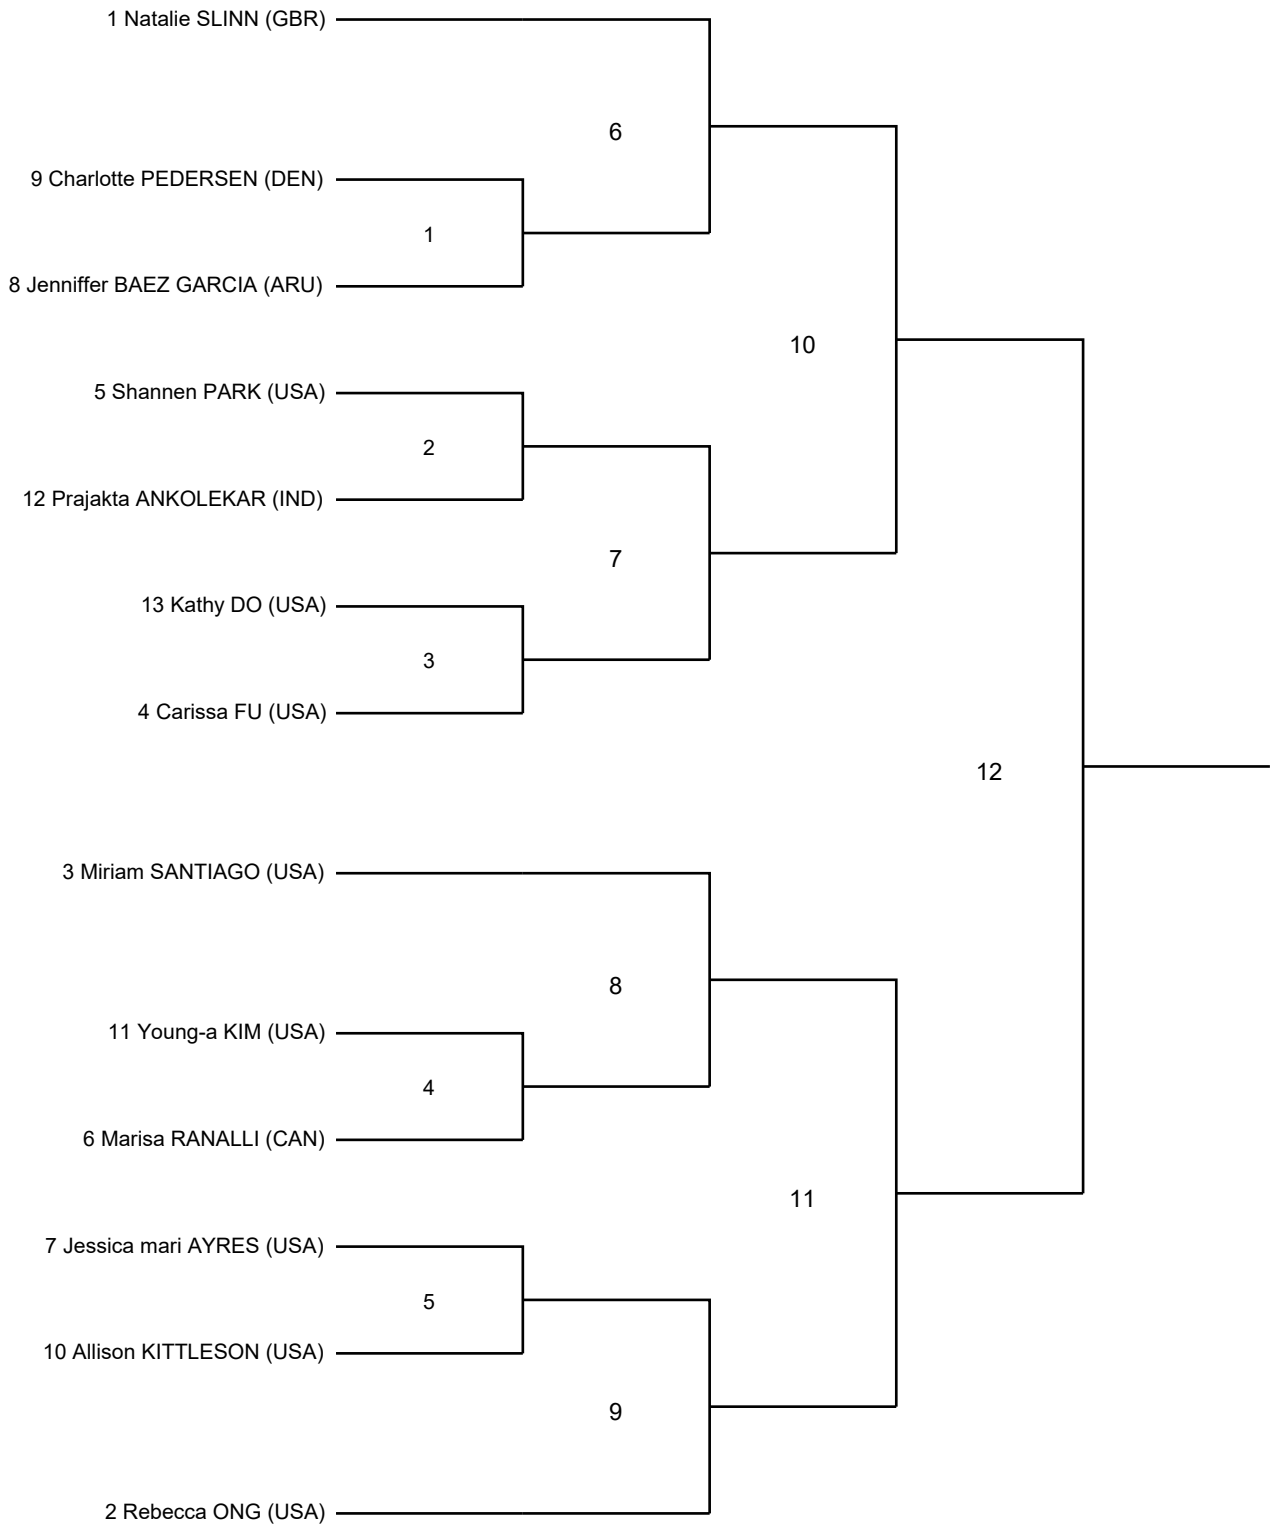 1 Natalie SLINN (GBR)
6
9 Charlotte PEDERSEN (DEN)
1
8 Jenniffer BAEZ GARCIA (ARU)
10
5 Shannen PARK (USA)
2
12 Prajakta ANKOLEKAR (IND)
7
13 Kathy DO (USA)
3
4 Carissa FU (USA)
12
3 Miriam SANTIAGO (USA)
8
11 Young-a KIM (USA)
4
6 Marisa RANALLI (CAN)
11
7 Jessica mari AYRES (USA)
5
10 Allison KITTLESON (USA)
9
2 Rebecca ONG (USA)